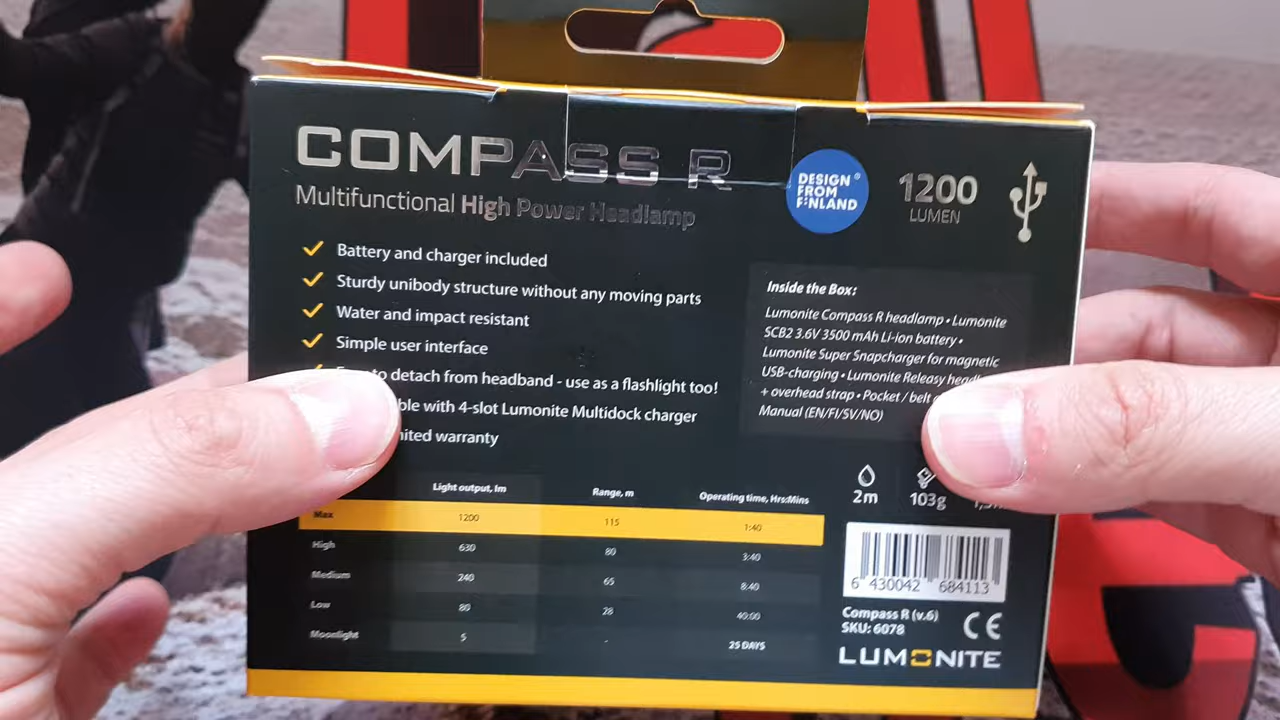 COMPASS R
Multifunctional High Power Headlamp
DESIGN
FROM
FINLAND
1200
LUMEN
Battery and charger included
Sturdy unibody structure without any moving parts
Water and impact resistant
Simple user interface
to detach from headband - use as a flashlight too!
with 4-slot Lumonite Multidock charger
warranty
Inside the Box:
Lumonite Compass R headlamp • Lumonite
SCB2 3.6V 3500 mAh Li-ion battery •
Lumonite Super Snapcharger for magnetic
USB-charging • Lumonite Releasy
+ overhead strap • Pocket / belt
Manual (EN/FI/SV/NO)
2m 103g
Light output, lm Range, m Operating time, Hrs:Mins
Max 1200 115 1:40
High 630 80 3:40
Medium 240 65 8:40
Low 80 28 40:00
Moonlight 5 - 25 DAYS
6 430042 684113
Compass R (v.6)
SKU: 6078
CE
LUMONITE